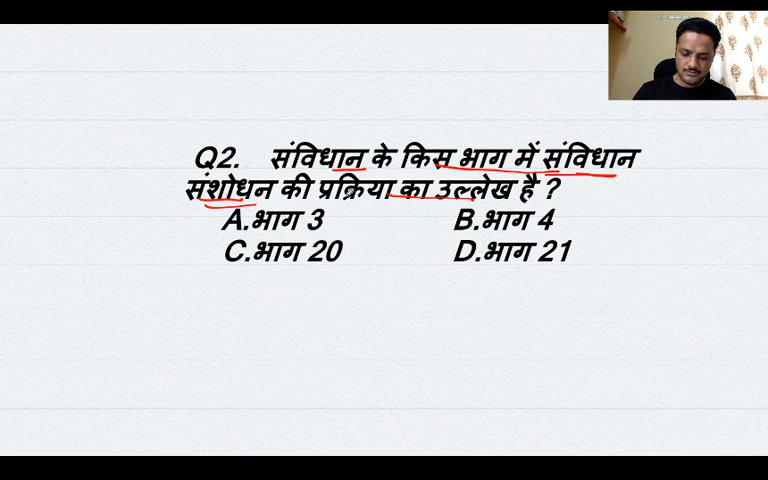 Q2. संविधान के किस भाग में संविधान
संशोधन की प्रक्रिया का उल्लेख है ?
A.भाग 3 B.भाग 4
C.भाग 20 D.भाग 21